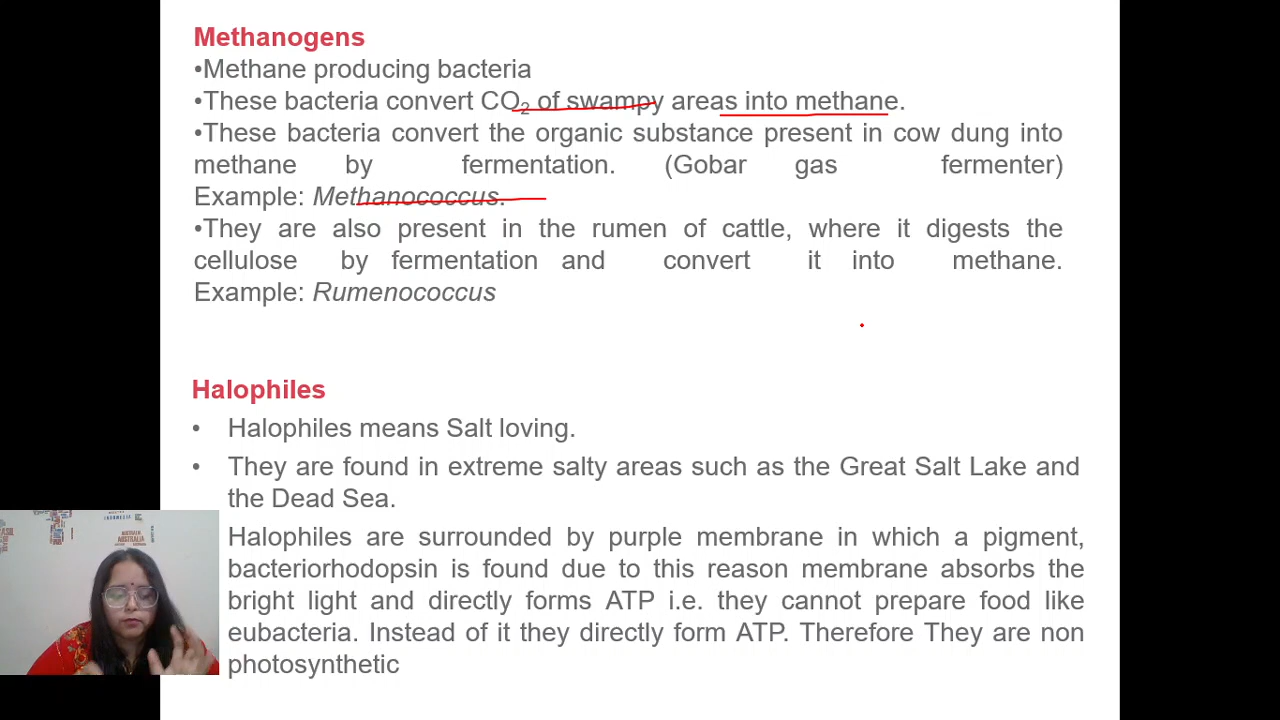 Methanogens
•Methane producing bacteria
•These bacteria convert CO₂ of swampy areas into methane.
•These bacteria convert the organic substance present in cow dung into
methane by fermentation. (Gobar gas fermenter)
Example: Methanococcus.
•They are also present in the rumen of cattle, where it digests the
cellulose by fermentation and convert it into methane.
Example: Rumenococcus
Halophiles
• Halophiles means Salt loving.
• They are found in extreme salty areas such as the Great Salt Lake and
the Dead Sea.
Halophiles are surrounded by purple membrane in which a pigment,
bacteriorhodopsin is found due to this reason membrane absorbs the
bright light and directly forms ATP i.e. they cannot prepare food like
eubacteria. Instead of it they directly form ATP. Therefore They are non
photosynthetic